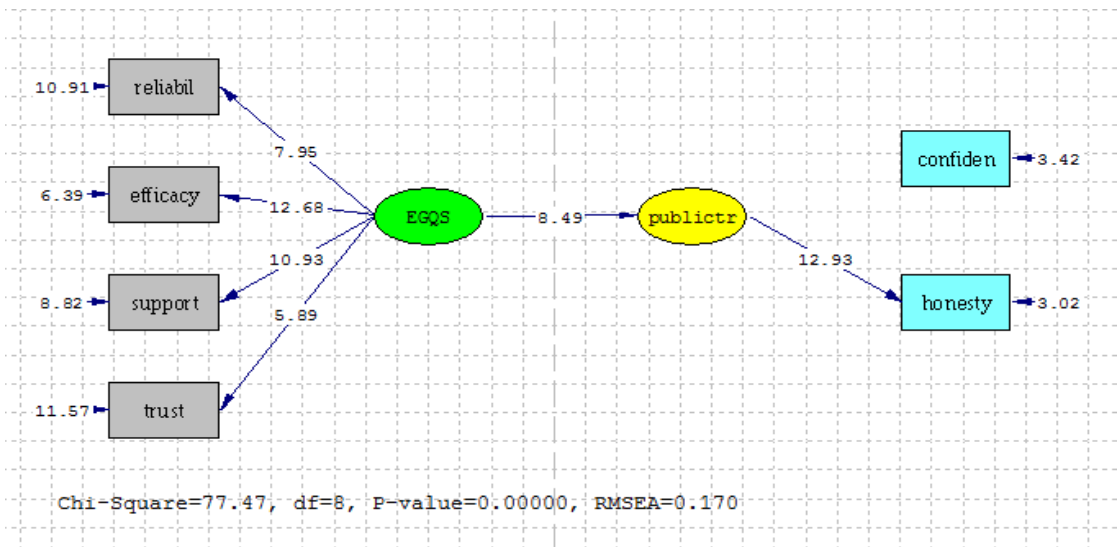 10.91 reliabil
7.95
confiden 3.42
6.39 efficacy
12.68
EGQS 8.49 publictr
10.93
12.93
8.82 support
5.89
honesty 3.02
11.57 trust
Chi-Square=77.47, df=8, P-value=0.00000, RMSEA=0.170